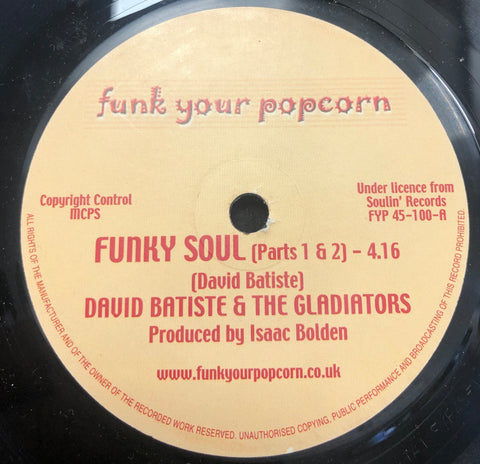 funk your popcorn
Copyright Control
MCPS
Under licence from
Soulin' Records
FYP 45-100-A
FUNKY SOUL (Parts 1 & 2) - 4.16
(David Batiste)
DAVID BATISTE & THE GLADIATORS
Produced by Isaac Bolden
www.funkyourpopcorn.co.uk
ALL RIGHTS OF THE MANUFACTURER AND OF THE OWNER OF THE RECORDED WORK RESERVED. UNAUTHORISED COPYING, PUBLIC PERFORMANCE AND BROADCASTING OF THIS RECORD PROHIBITED